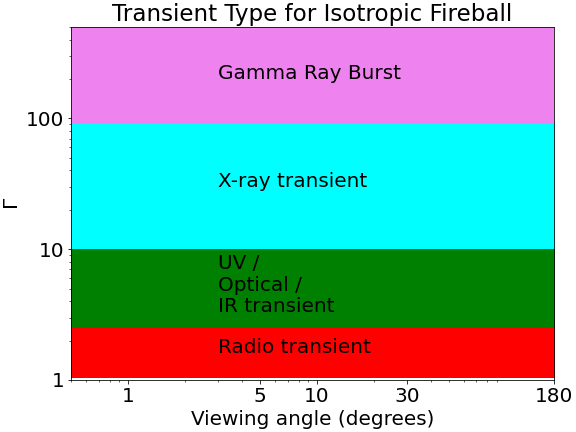 Transient Type for Isotropic Fireball
Gamma Ray Burst
100
X-ray transient
Γ
10
UV /
Optical /
IR transient
Radio transient
1
1 5 10 30 180
Viewing angle (degrees)